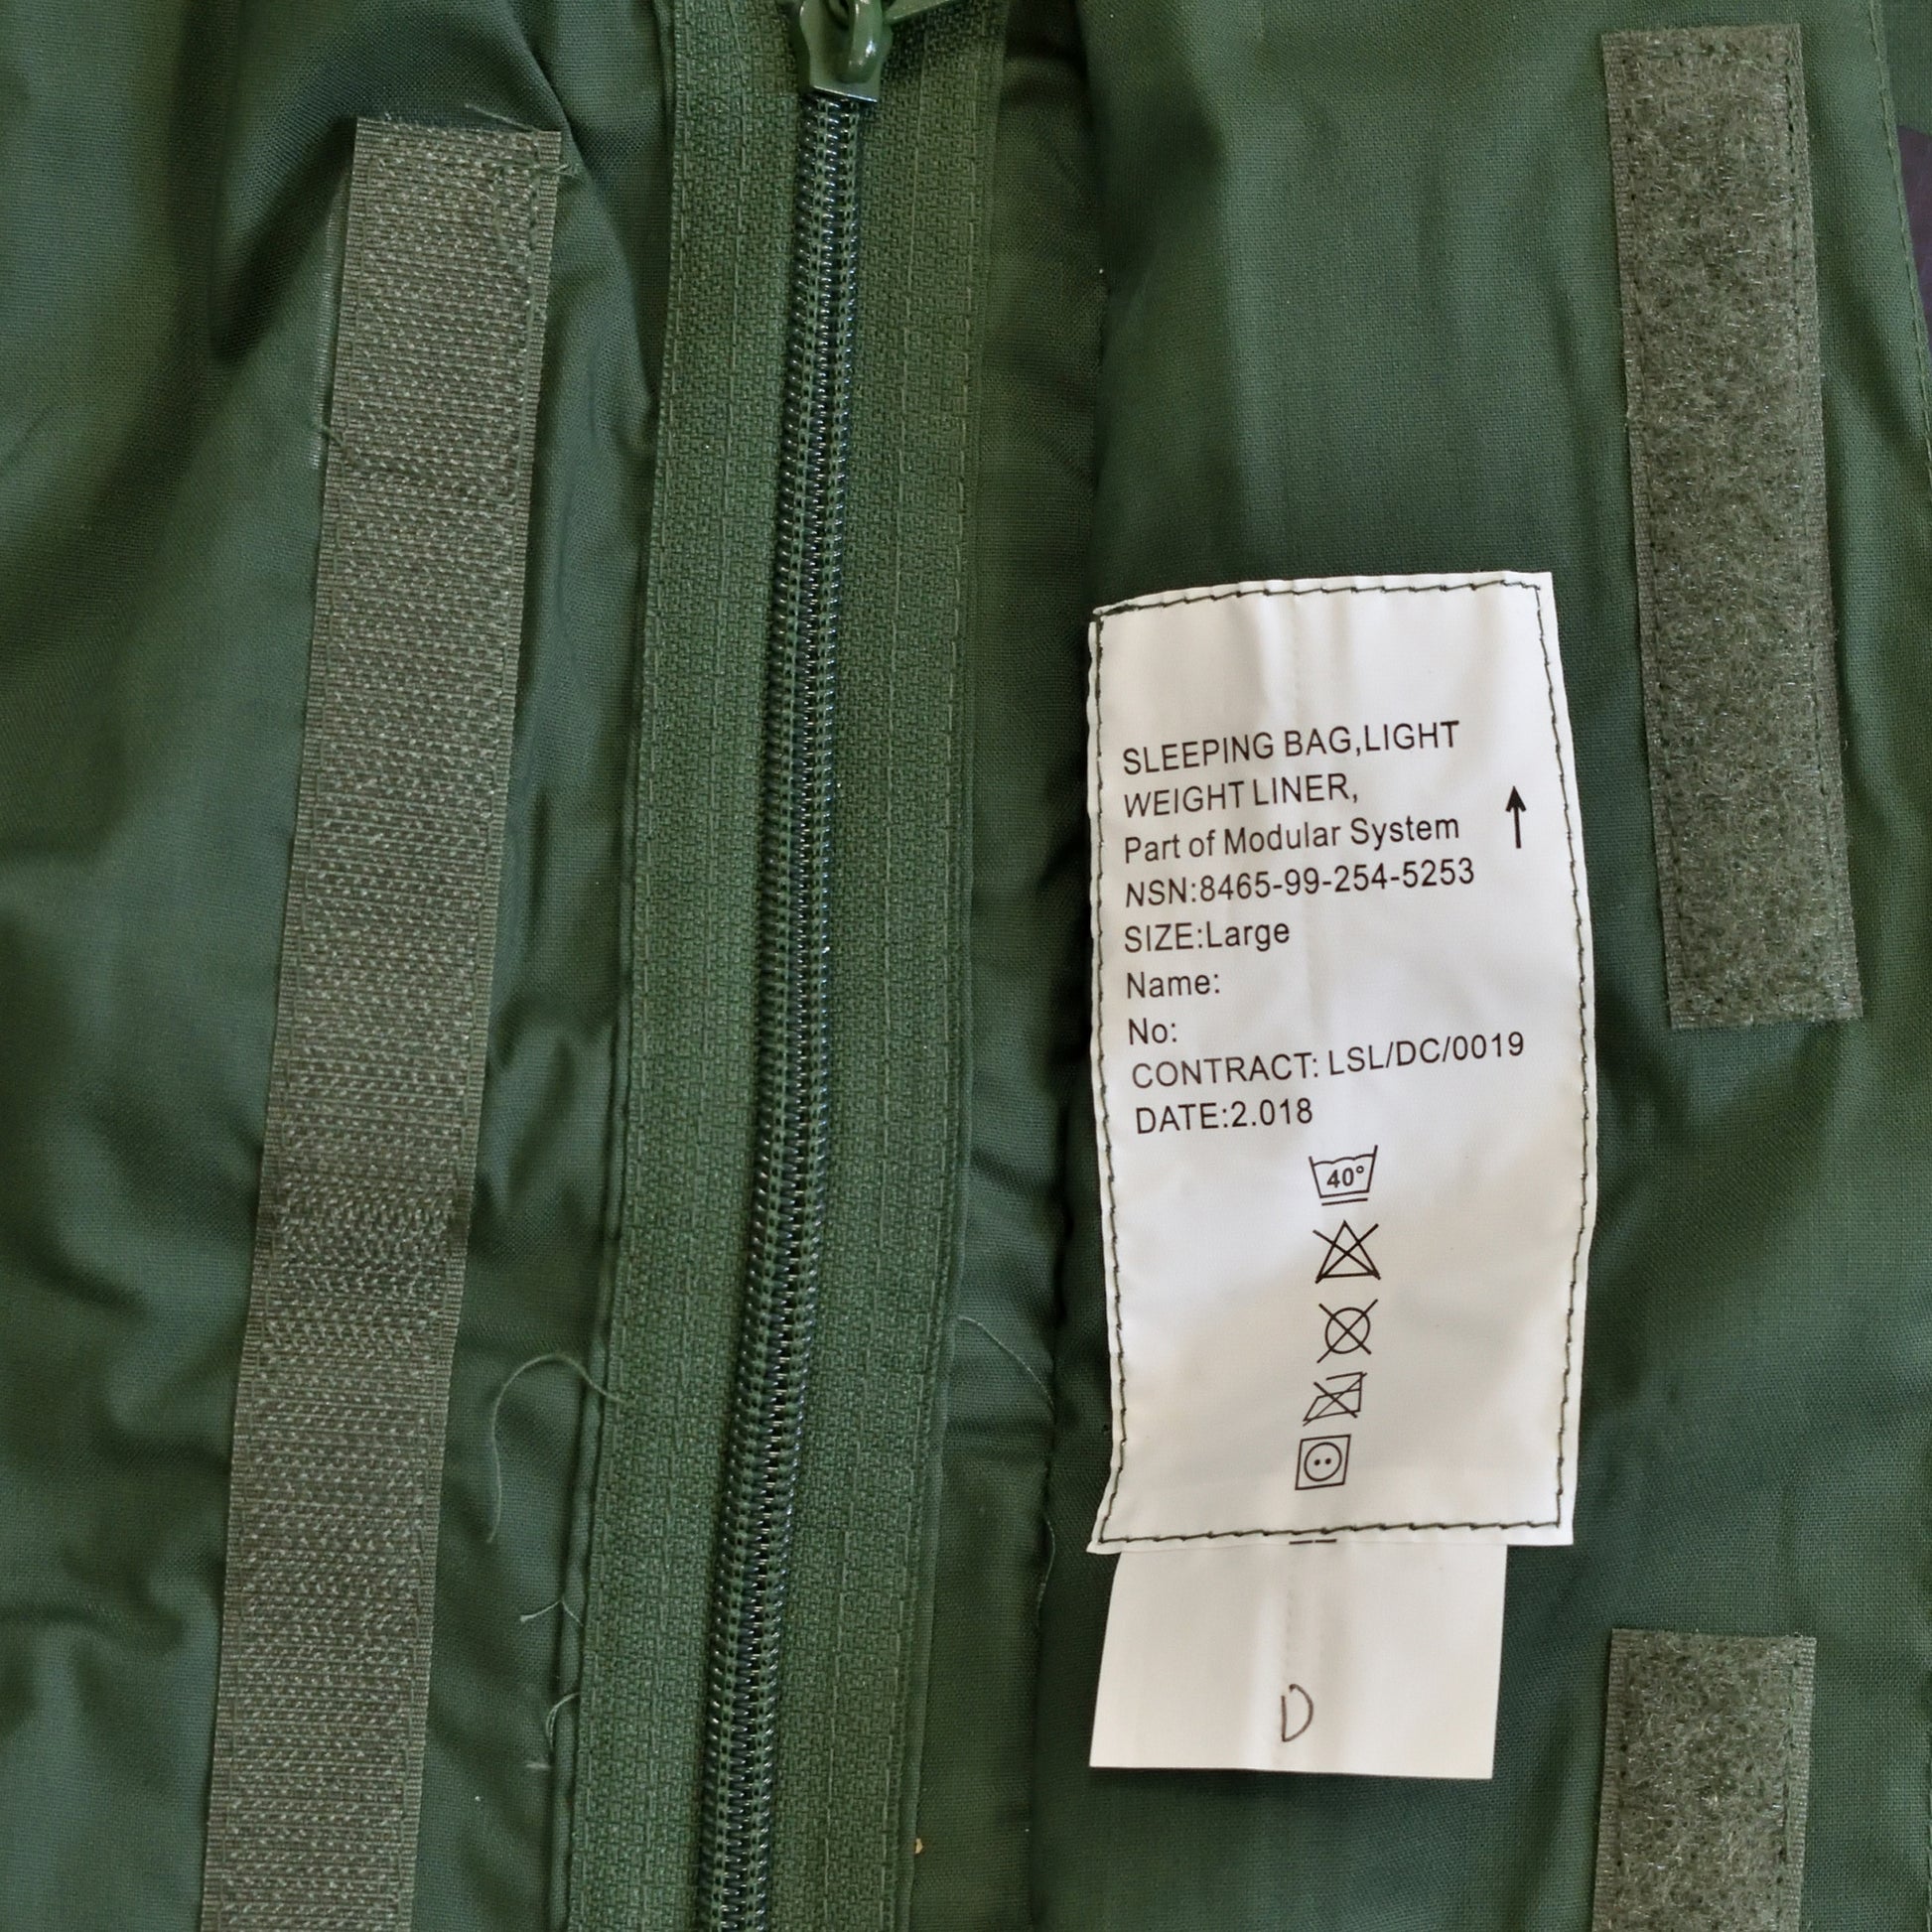 SLEEPING BAG,LIGHT
WEIGHT LINER,
Part of Modular System
NSN:8465-99-254-5253
SIZE:Large
Name:
No:
CONTRACT: LSL/DC/0019
DATE:2.018
40°
D